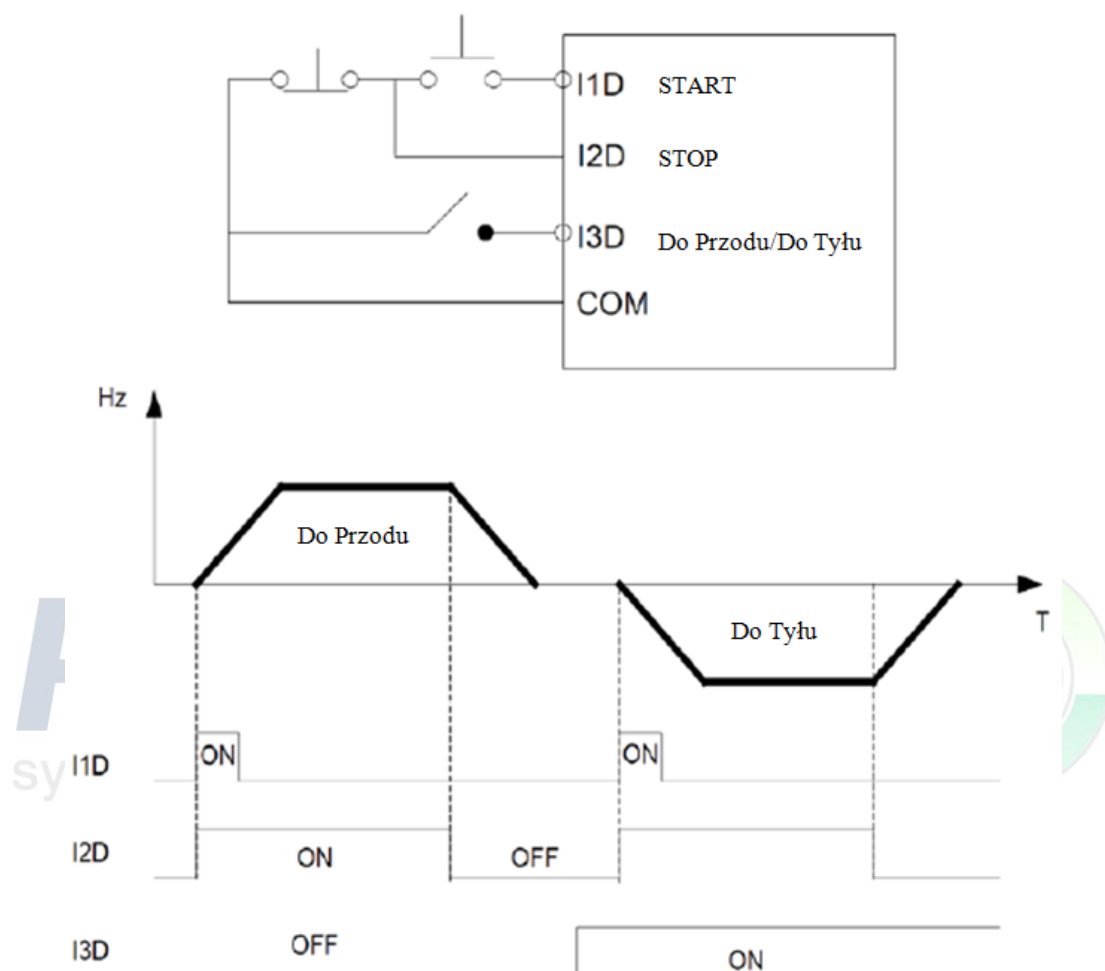 I1D START
I2D STOP
I3D Do Przodu/Do Tyłu
COM
Hz
Do Przodu
Do Tyłu
T
I1D ON ON
sy
I2D ON OFF
I3D OFF ON